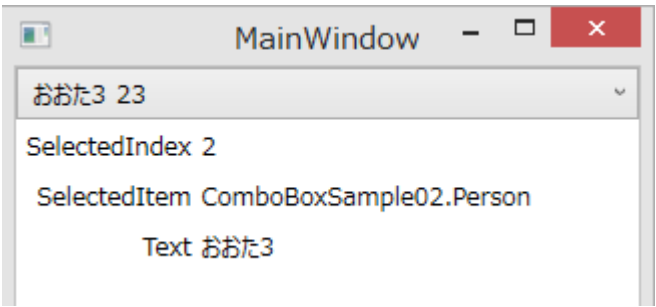 MainWindow
おおた3 23
SelectedIndex 2
SelectedItem ComboBoxSample02.Person
Text おおた3